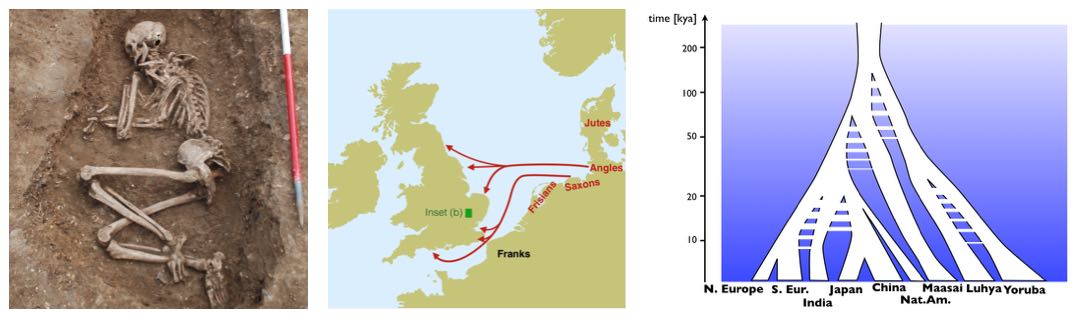 Jutes
Angles
Saxons
Frisians
Inset (b)
Franks
time [kya]
200
100
50
20
10
N. Europe S. Eur. Japan China Maasai Luhya Yoruba
India Nat.Am.